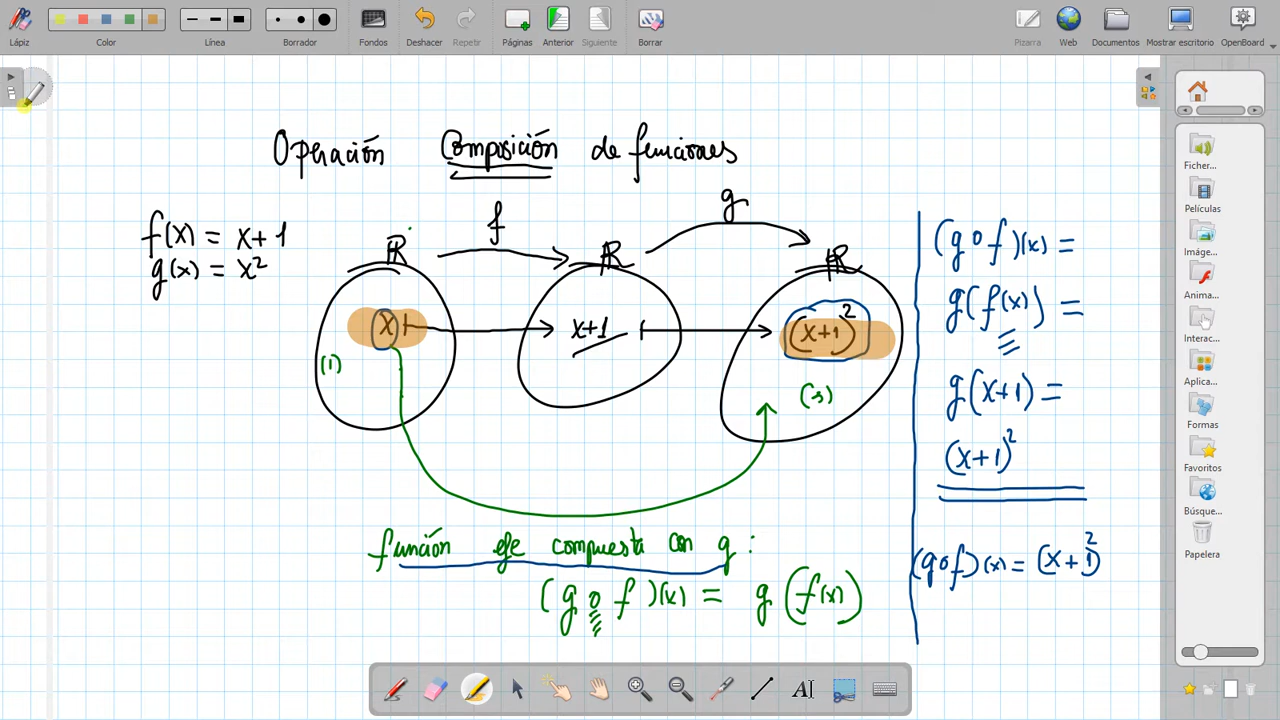 Lápiz Color Línea Borrador Fondos Deshacer Repetir Páginas Anterior Siguiente Borrar Pizarra Web Documentos Mostrar escritorio OpenBoard
Operación Composición de funciones
f(x) = x+1
g(x) = x²
f
g
ℝ
ℝ
ℝ
x
x+1
(x+1)²
(1)
(3)
función efe compuesta con g :
(g o f)(x) = g(f(x))
(g o f)(x) =
g(f(x)) =
g(x+1) =
(x+1)²
(g o f)(x) = (x+1)²
Ficher...
Películas
Imáge...
Anima...
Interac...
Aplica...
Formas
Favoritos
Búsque...
Papelera